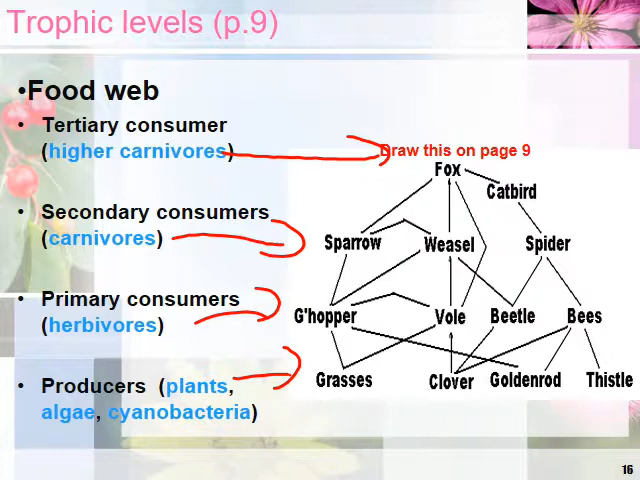 Trophic levels (p.9)
•Food web
• Tertiary consumer
(higher carnivores)
• Secondary consumers
(carnivores)
• Primary consumers
(herbivores)
• Producers (plants,
algae, cyanobacteria)
Draw this on page 9
Fox
Catbird
Sparrow Weasel Spider
G'hopper Vole Beetle Bees
Grasses Clover Goldenrod Thistle
16